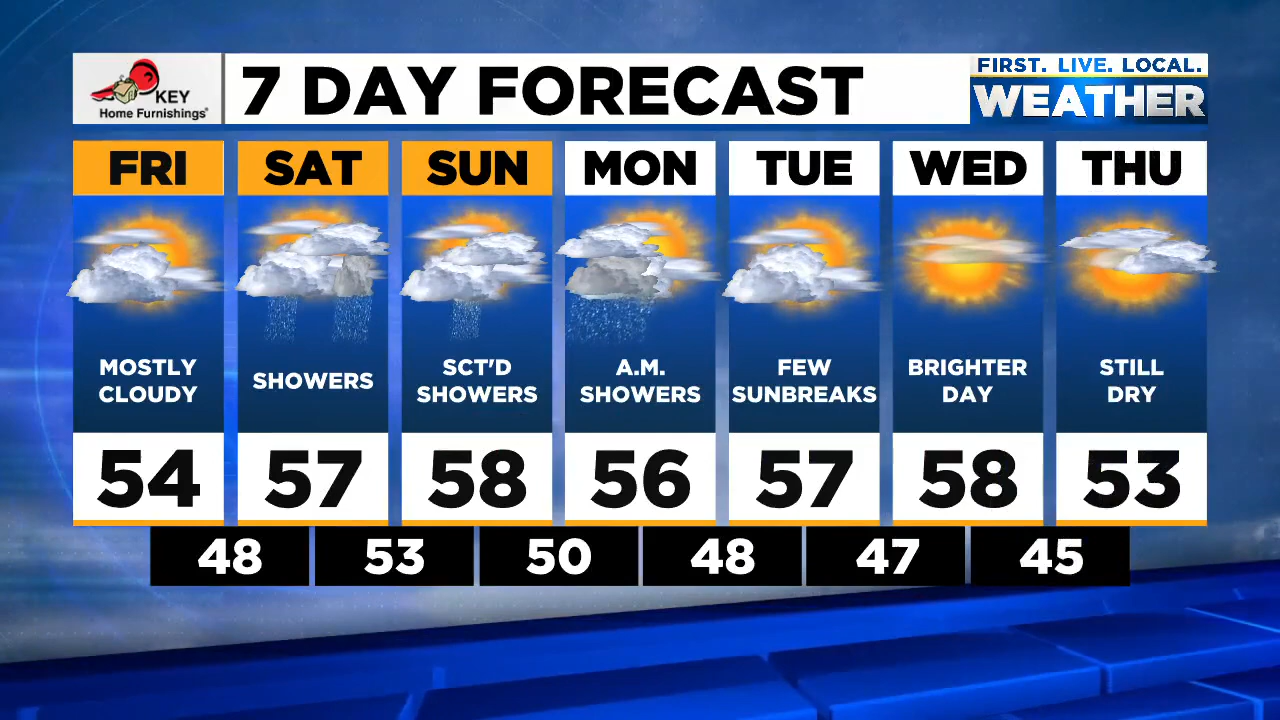 KEY
Home Furnishings®
7 DAY FORECAST
FIRST. LIVE. LOCAL.
WEATHER
FRI
SAT
SUN
MON
TUE
WED
THU
MOSTLY
CLOUDY
SHOWERS
SCT'D
SHOWERS
A.M.
SHOWERS
FEW
SUNBREAKS
BRIGHTER
DAY
STILL
DRY
54
57
58
56
57
58
53
48
53
50
48
47
45